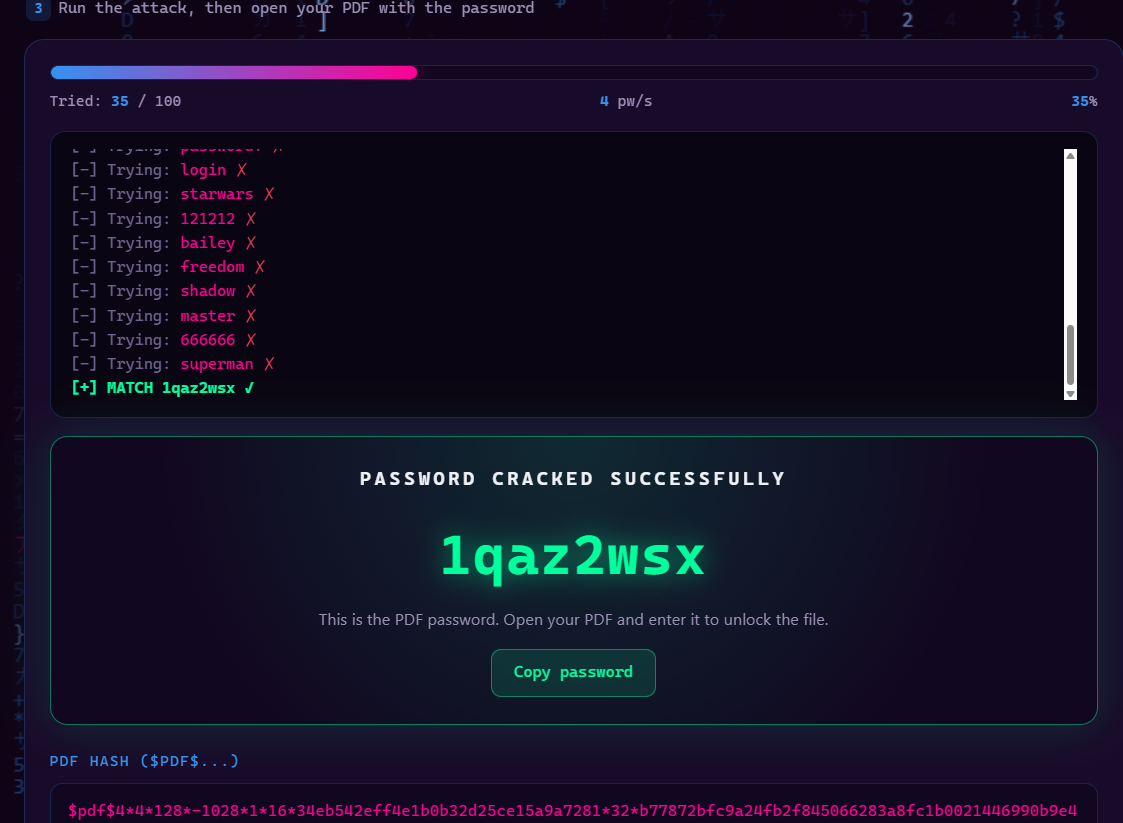 3 Run the attack, then open your PDF with the password
Tried: 35 / 100
4 pw/s
35%
[-] Trying: login ✗
[-] Trying: starwars ✗
[-] Trying: 121212 ✗
[-] Trying: bailey ✗
[-] Trying: freedom ✗
[-] Trying: shadow ✗
[-] Trying: master ✗
[-] Trying: 666666 ✗
[-] Trying: superman ✗
[+] MATCH 1qaz2wsx ✓
PASSWORD CRACKED SUCCESSFULLY
1qaz2wsx
This is the PDF password. Open your PDF and enter it to unlock the file.
Copy password
PDF HASH ($PDF$...)
$pdf$4*4*128*-1028*1*16*34eb542eff4e1b0b32d25ce15a9a7281*32*b77872bfc9a24fb2f845066283a8fc1b0021446990b9e4